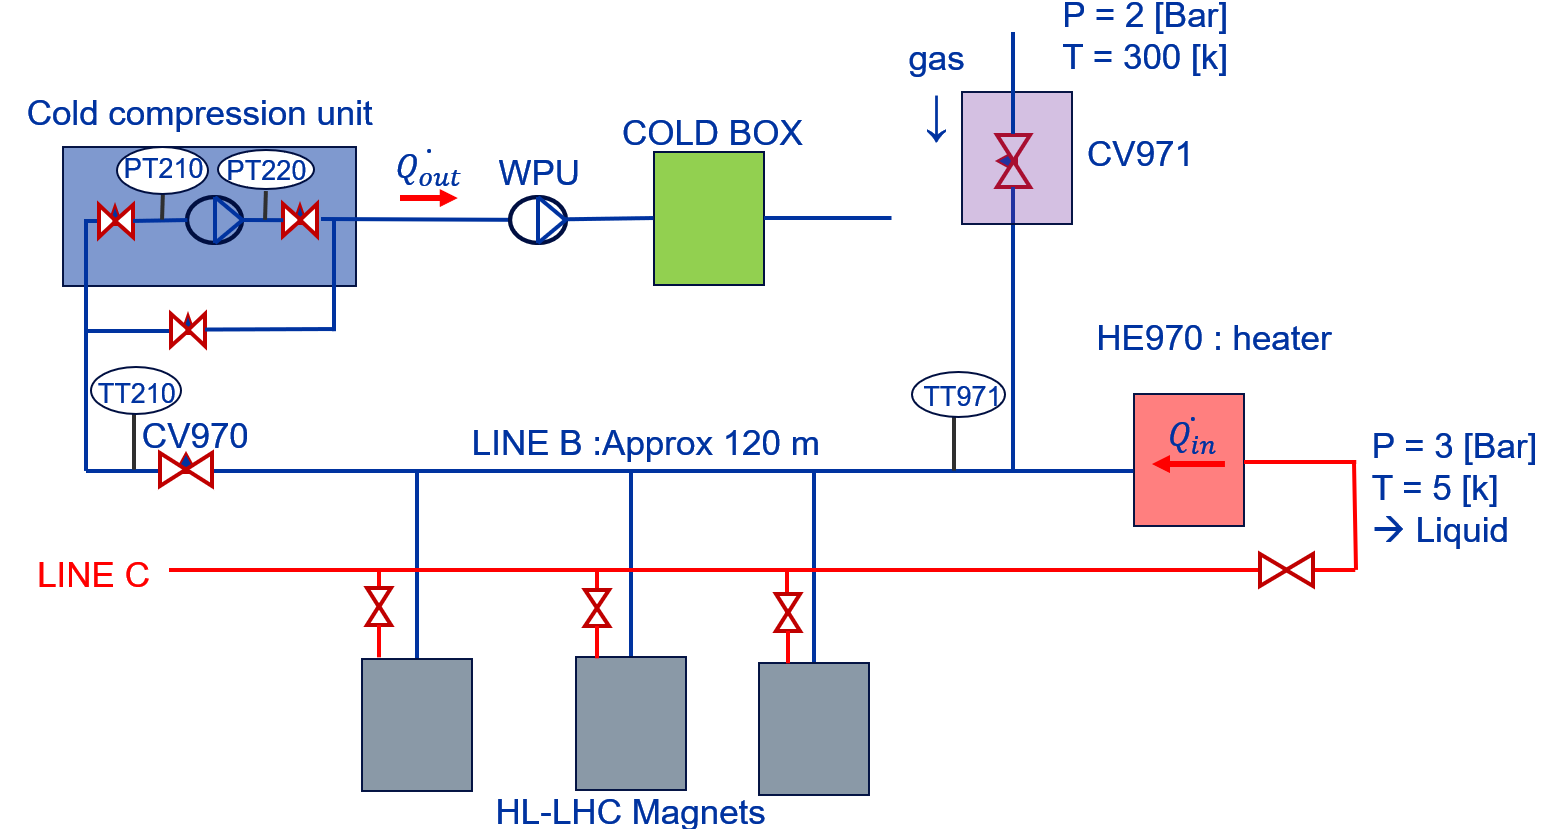 P = 2 [Bar]
T = 300 [k]
gas
↓
Cold compression unit
COLD BOX
CV971
PT210
PT220
Q̇out
WPU
HE970 : heater
TT210
TT971
CV970
LINE B :Approx 120 m
Q̇in
P = 3 [Bar]
T = 5 [k]
→ Liquid
LINE C
HL-LHC Magnets